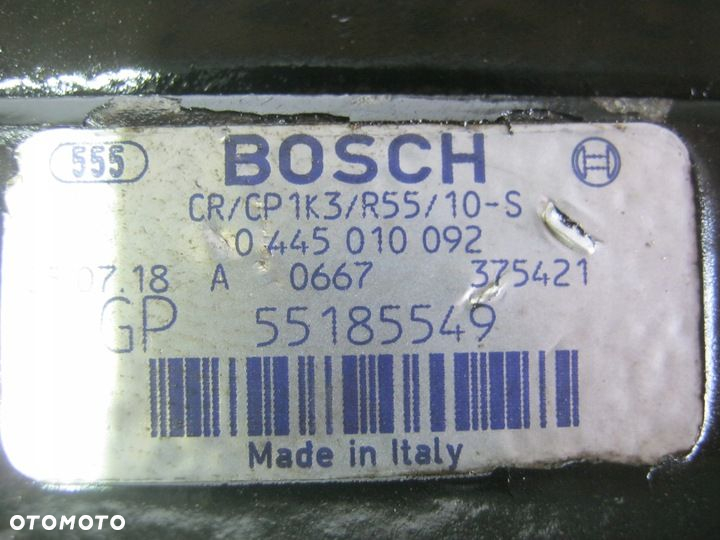 555 BOSCH
CR/CP1K3/R55/10-S
0 445 010 092
07.18 A 0667 375421
GP 55185549
Made in Italy
OTOMOTO OTOMOTO